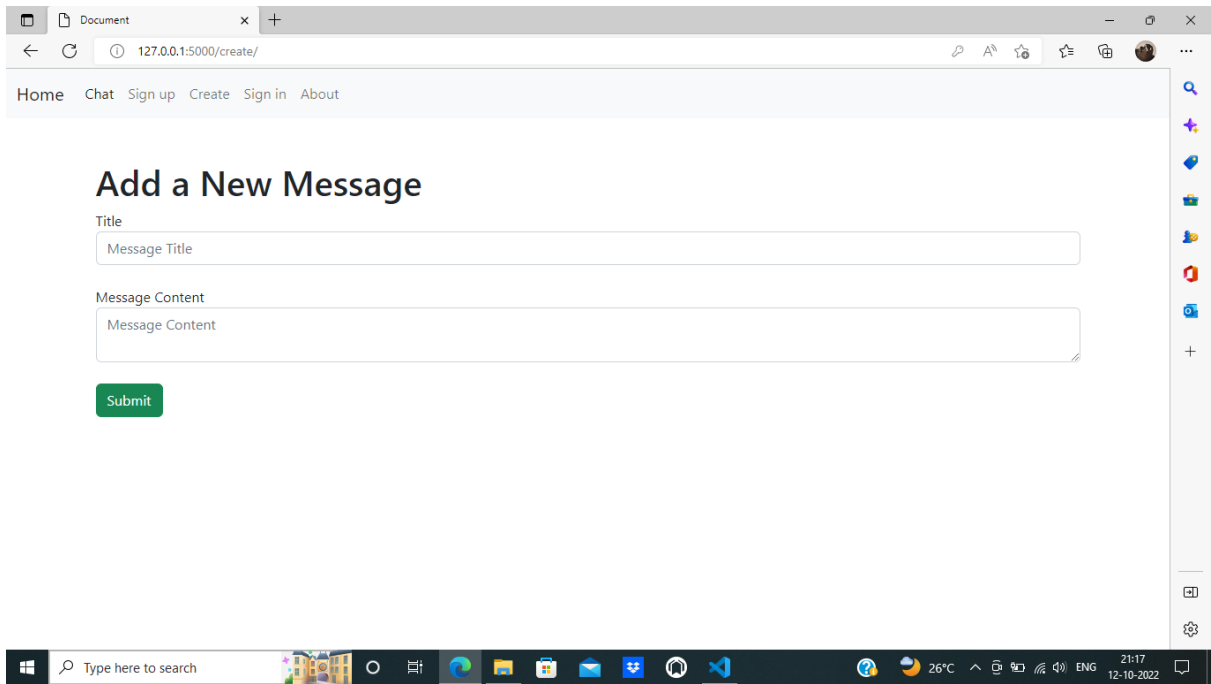 Document
127.0.0.1:5000/create/
Home Chat Sign up Create Sign in About
Add a New Message
Title
Message Title
Message Content
Message Content
Submit
Type here to search
26°C
ENG
21:17
12-10-2022